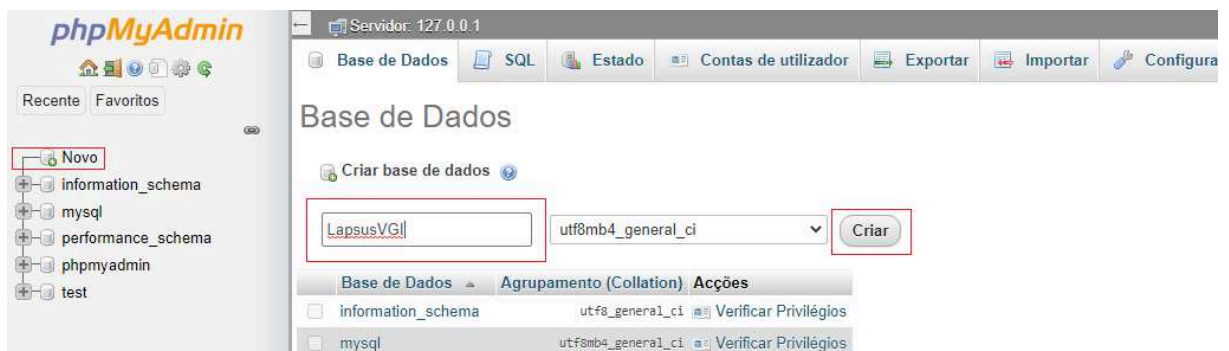 phpMyAdmin
Recente Favoritos
Novo
information_schema
mysql
performance_schema
phpmyadmin
test
Servidor: 127.0.0.1
Base de Dados SQL Estado Contas de utilizador Exportar Importar Configura
Base de Dados
Criar base de dados
LapsusVGI utf8mb4_general_ci Criar
Base de Dados Agrupamento (Collation) Acções
information_schema utf8_general_ci Verificar Privilégios
mysql utf8mb4_general_ci Verificar Privilégios